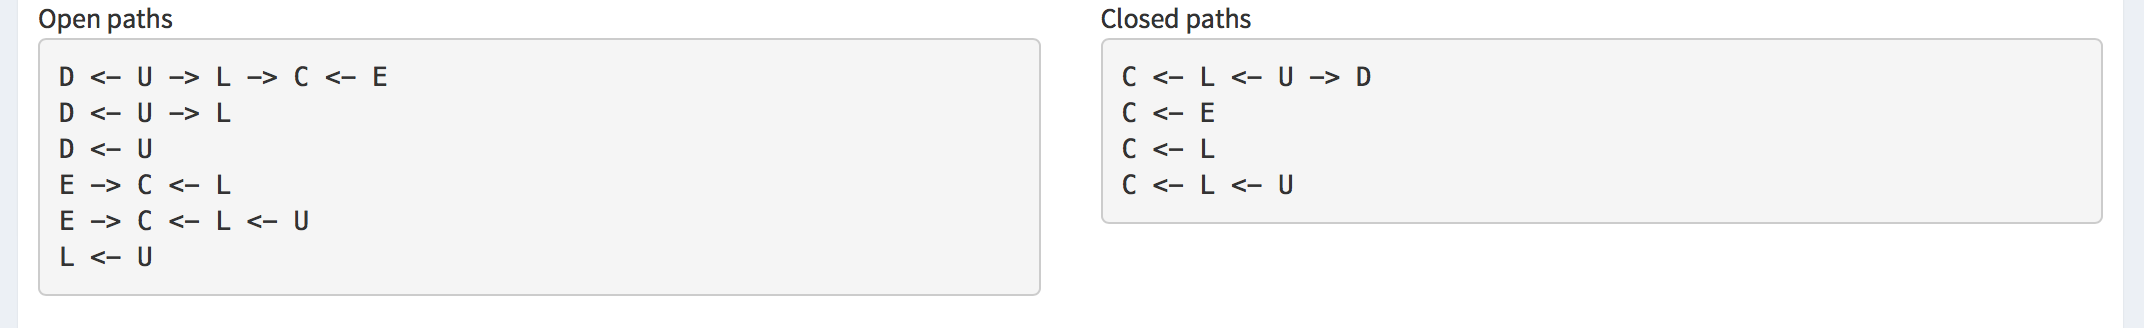 Open paths
D <- U -> L -> C <- E
D <- U -> L
D <- U
E -> C <- L
E -> C <- L <- U
L <- U
Closed paths
C <- L <- U -> D
C <- E
C <- L
C <- L <- U